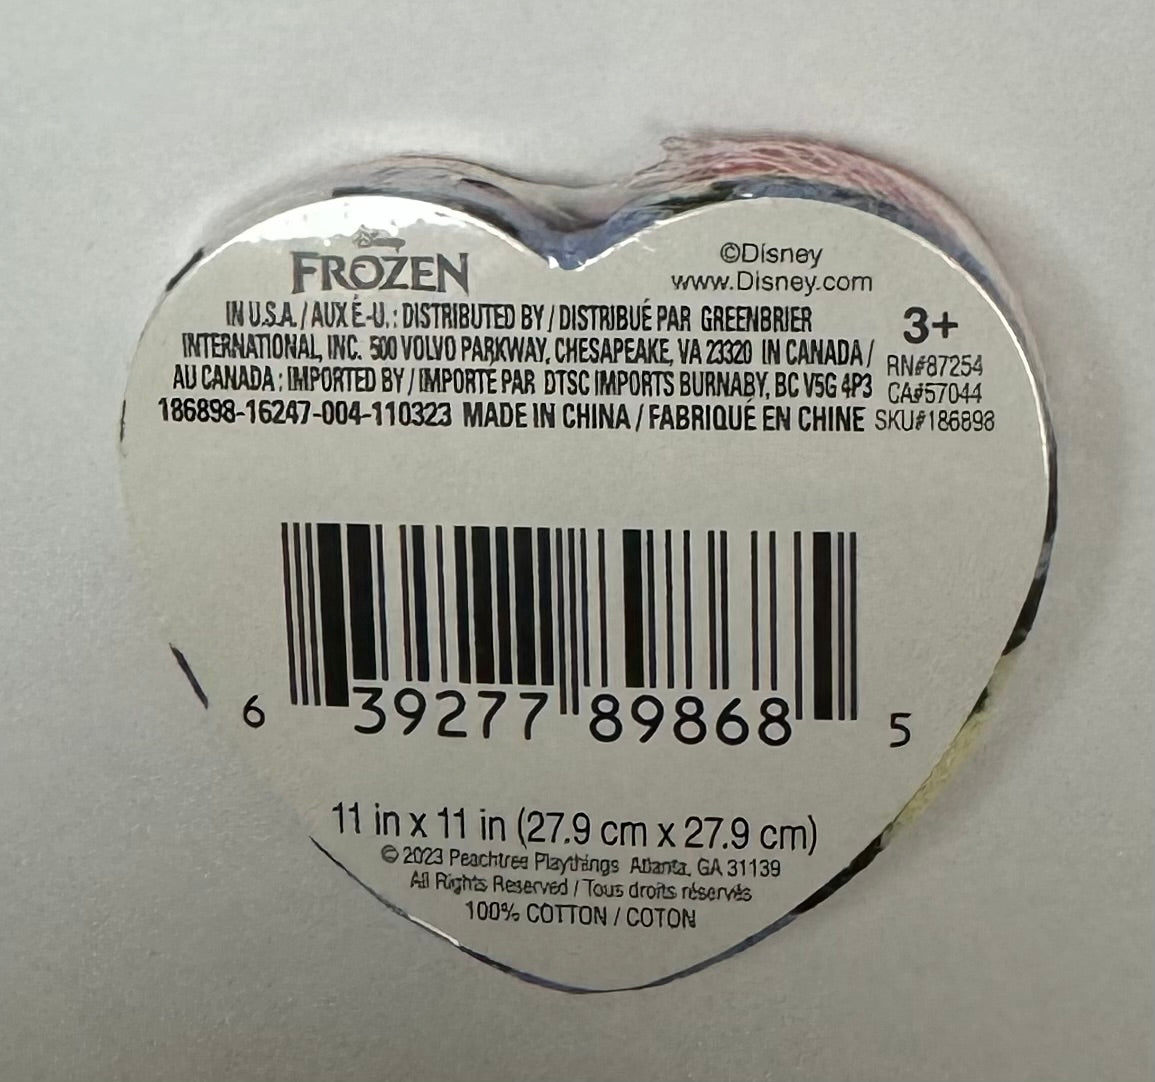 Disney
FROZEN
©Disney
www.Disney.com
IN U.S.A. / AUX É.-U. : DISTRIBUTED BY / DISTRIBUÉ PAR GREENBRIER
INTERNATIONAL, INC. 500 VOLVO PARKWAY, CHESAPEAKE, VA 23320 IN CANADA /
AU CANADA : IMPORTED BY / IMPORTÉ PAR DTSC IMPORTS BURNABY, BC V5G 4P3
186898-16247-004-110323 MADE IN CHINA / FABRIQUÉ EN CHINE
3+
RN#87254
CA#57044
SKU#186898
6 39277 89868 5
11 in x 11 in (27.9 cm x 27.9 cm)
© 2023 Peachtree Playthings Atlanta, GA 31139
All Rights Reserved / Tous droits réservés
100% COTTON / COTON